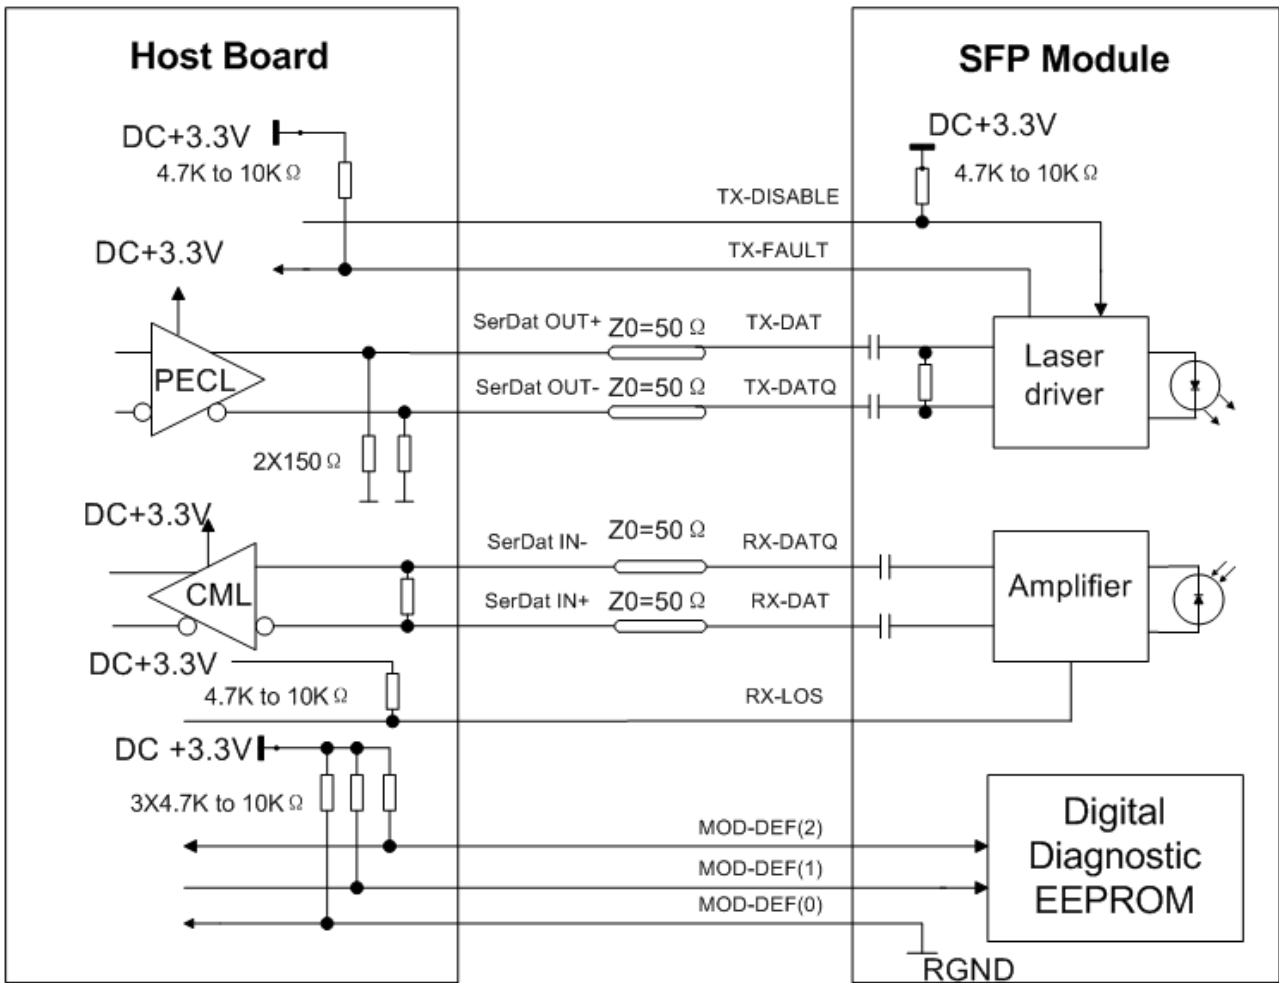 Host Board
SFP Module
DC+3.3V
4.7K to 10K Ω
DC+3.3V
4.7K to 10K Ω
TX-DISABLE
DC+3.3V
TX-FAULT
SerDat OUT+ Z0=50 Ω TX-DAT
PECL
SerDat OUT- Z0=50 Ω TX-DATQ
Laser
driver
2X150 Ω
DC+3.3V
SerDat IN- Z0=50 Ω RX-DATQ
CML
SerDat IN+ Z0=50 Ω RX-DAT
Amplifier
DC+3.3V
4.7K to 10K Ω
RX-LOS
DC +3.3V
3X4.7K to 10K Ω
MOD-DEF(2)
MOD-DEF(1)
MOD-DEF(0)
Digital
Diagnostic
EEPROM
RGND